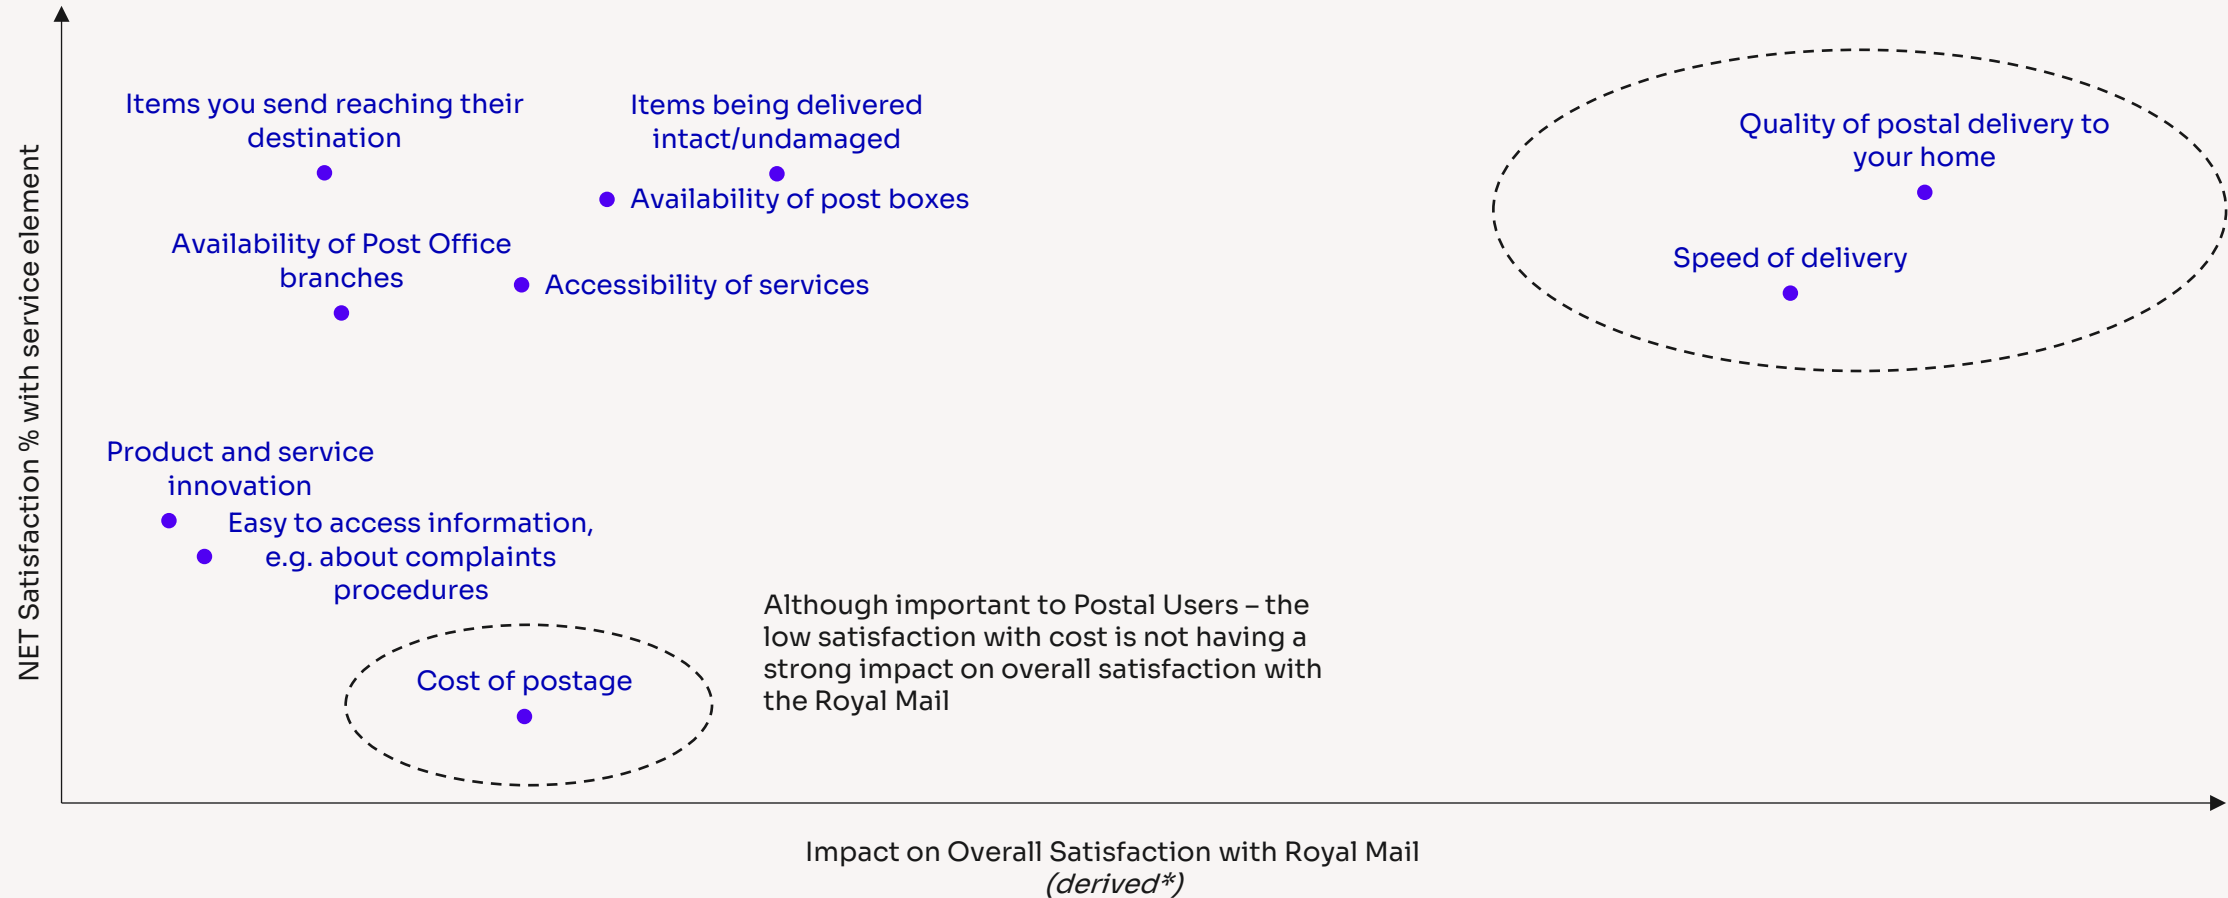 NET Satisfaction % with service element
Items you send reaching their
destination
Items being delivered
intact/undamaged
Availability of post boxes
Availability of Post Office
branches
Accessibility of services
Quality of postal delivery to
your home
Speed of delivery
Product and service
innovation
Easy to access information,
e.g. about complaints
procedures
Cost of postage
Although important to Postal Users – the
low satisfaction with cost is not having a
strong impact on overall satisfaction with
the Royal Mail
Impact on Overall Satisfaction with Royal Mail
(derived*)